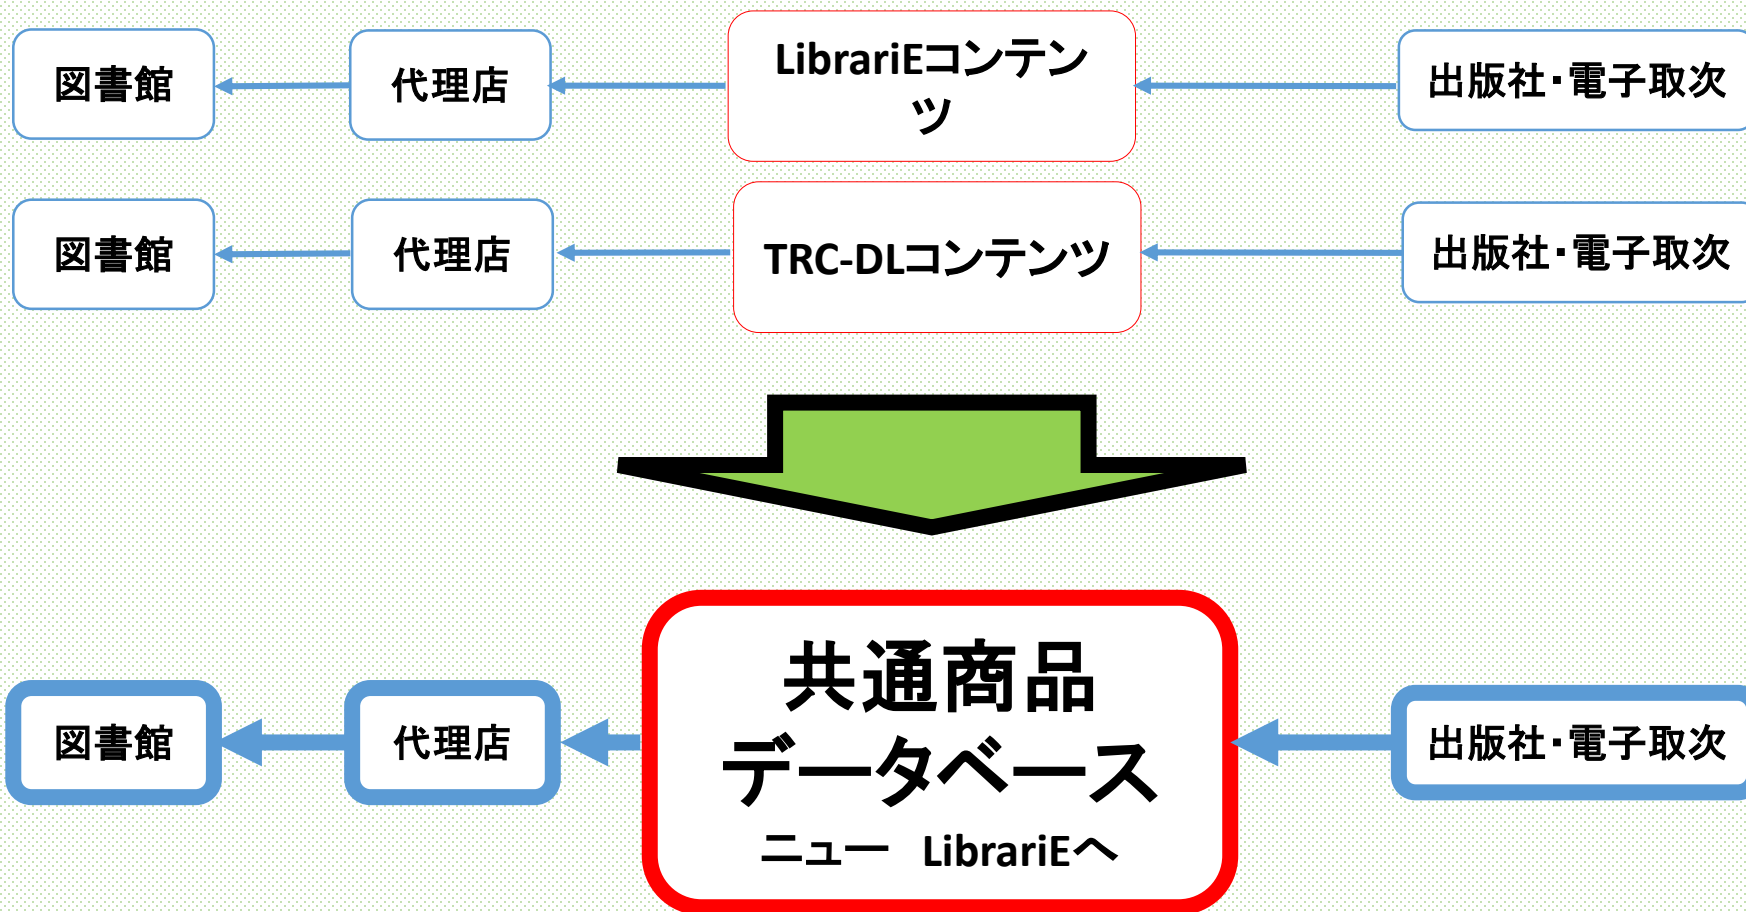 図書館
代理店
LibrariEコンテン
ツ
出版社・電子取次
図書館
代理店
TRC-DLコンテンツ
出版社・電子取次
図書館
代理店
共通商品
データベース
ニュー　LibrariEへ
出版社・電子取次